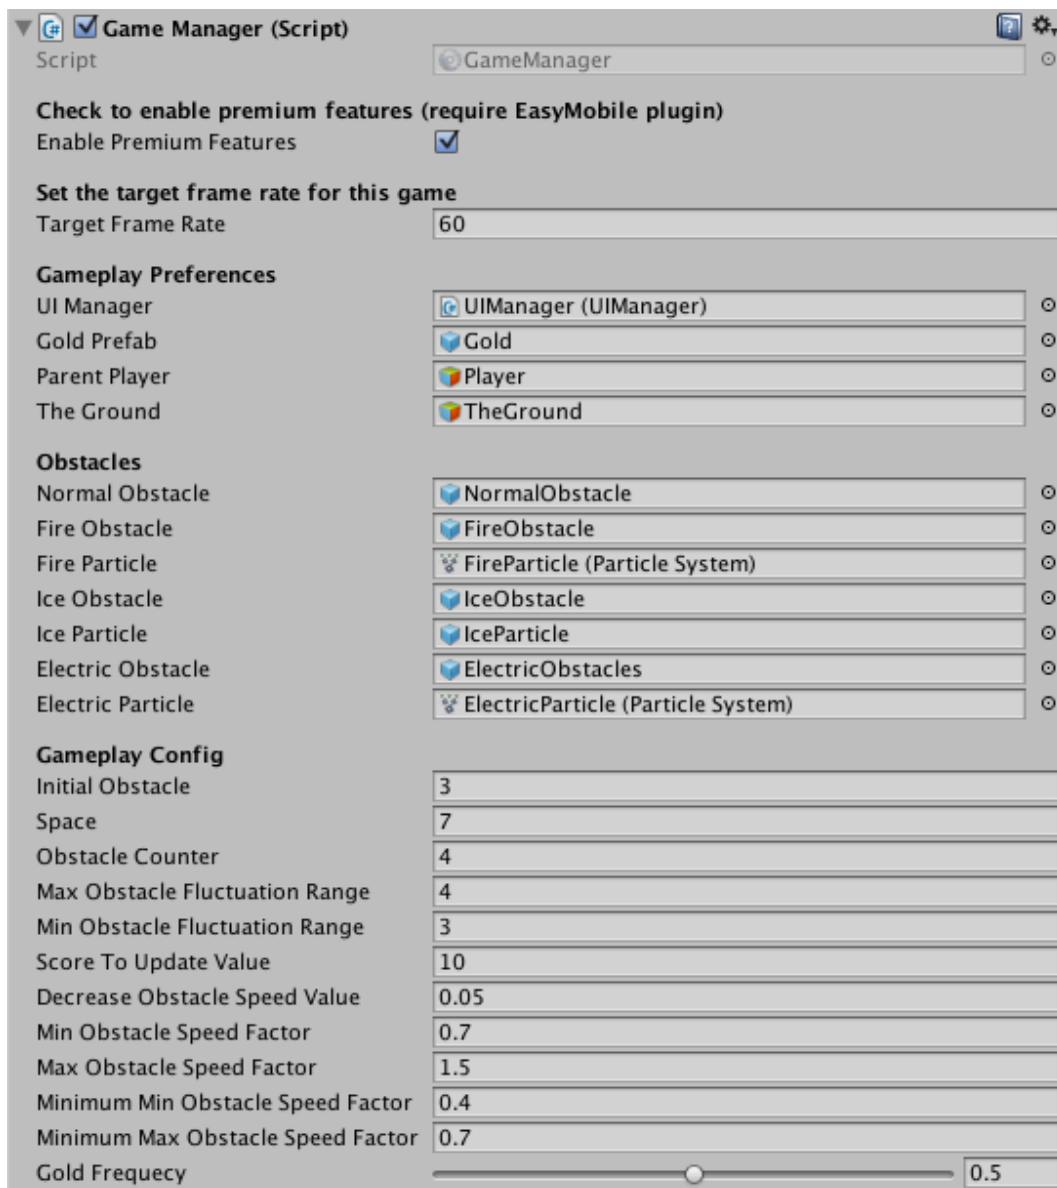 Game Manager (Script)
Script GameManager
Check to enable premium features (require EasyMobile plugin)
Enable Premium Features
Set the target frame rate for this game
Target Frame Rate 60
Gameplay Preferences
UI Manager UIManager (UIManager)
Gold Prefab Gold
Parent Player Player
The Ground TheGround
Obstacles
Normal Obstacle NormalObstacle
Fire Obstacle FireObstacle
Fire Particle FireParticle (Particle System)
Ice Obstacle IceObstacle
Ice Particle IceParticle
Electric Obstacle ElectricObstacles
Electric Particle ElectricParticle (Particle System)
Gameplay Config
Initial Obstacle 3
Space 7
Obstacle Counter 4
Max Obstacle Fluctuation Range 4
Min Obstacle Fluctuation Range 3
Score To Update Value 10
Decrease Obstacle Speed Value 0.05
Min Obstacle Speed Factor 0.7
Max Obstacle Speed Factor 1.5
Minimum Min Obstacle Speed Factor 0.4
Minimum Max Obstacle Speed Factor 0.7
Gold Frequecy 0.5